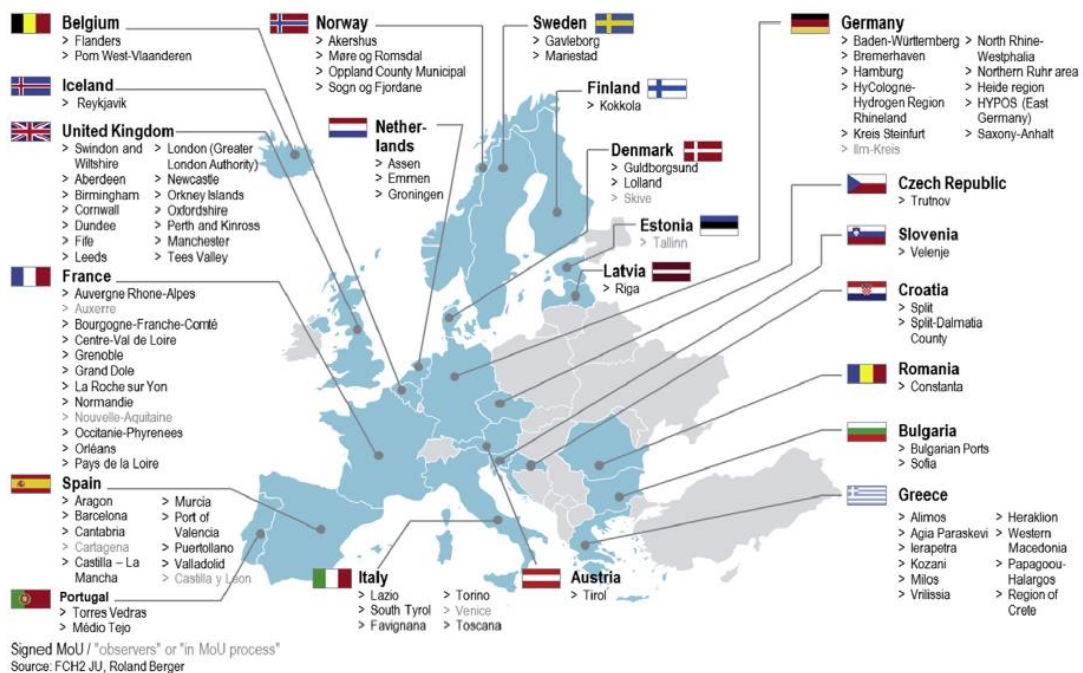 Belgium
> Flanders
> Pom West-Vlaanderen
Iceland
> Reykjavik
United Kingdom
> Swindon and
Wiltshire
> Aberdeen
> Birmingham
> Cornwall
> Dundee
> Fife
> Leeds
> London (Greater
London Authority)
> Newcastle
> Orkney Islands
> Oxfordshire
> Perth and Kinross
> Manchester
> Tees Valley
France
> Auvergne Rhone-Alpes
> Auxerre
> Bourgogne-Franche-Comté
> Centre-Val de Loire
> Grenoble
> Grand Dole
> La Roche sur Yon
> Normandie
> Nouvelle-Aquitaine
> Occitanie-Phyrenees
> Orléans
> Pays de la Loire
Spain
> Aragon
> Barcelona
> Cantabria
> Cartagena
> Castilla – La
Mancha
> Murcia
> Port of
Valencia
> Puertollano
> Valladolid
> Castilla y Leon
Portugal
> Torres Vedras
> Médio Tejo
Norway
> Akershus
> Møre og Romsdal
> Oppland County Municipal
> Sogn og Fjordane
Nether-
lands
> Assen
> Emmen
> Groningen
Sweden
> Gavleborg
> Mariestad
Finland
> Kokkola
Denmark
> Guldborgsund
> Lolland
> Skive
Estonia
> Tallinn
Latvia
> Riga
Italy
> Lazio
> South Tyrol
> Favignana
> Torino
> Venice
> Toscana
Austria
> Tirol
Germany
> Baden-Württemberg
> Bremerhaven
> Hamburg
> HyCologne-
Hydrogen Region
Rhineland
> Kreis Steinfurt
> Ilm-Kreis
> North Rhine-
Westphalia
> Northern Ruhr area
> Heide region
> HYPOS (East
Germany)
> Saxony-Anhalt
Czech Republic
> Trutnov
Slovenia
> Velenje
Croatia
> Split
> Split-Dalmatia
County
Romania
> Constanta
Bulgaria
> Bulgarian Ports
> Sofia
Greece
> Alimos
> Agia Paraskevi
> Ierapetra
> Kozani
> Milos
> Vrilissia
> Heraklion
> Western
Macedonia
> Papagoou-
Halargos
> Region of
Crete
Signed MoU / "observers" or "in MoU process"
Source: FCH2 JU, Roland Berger